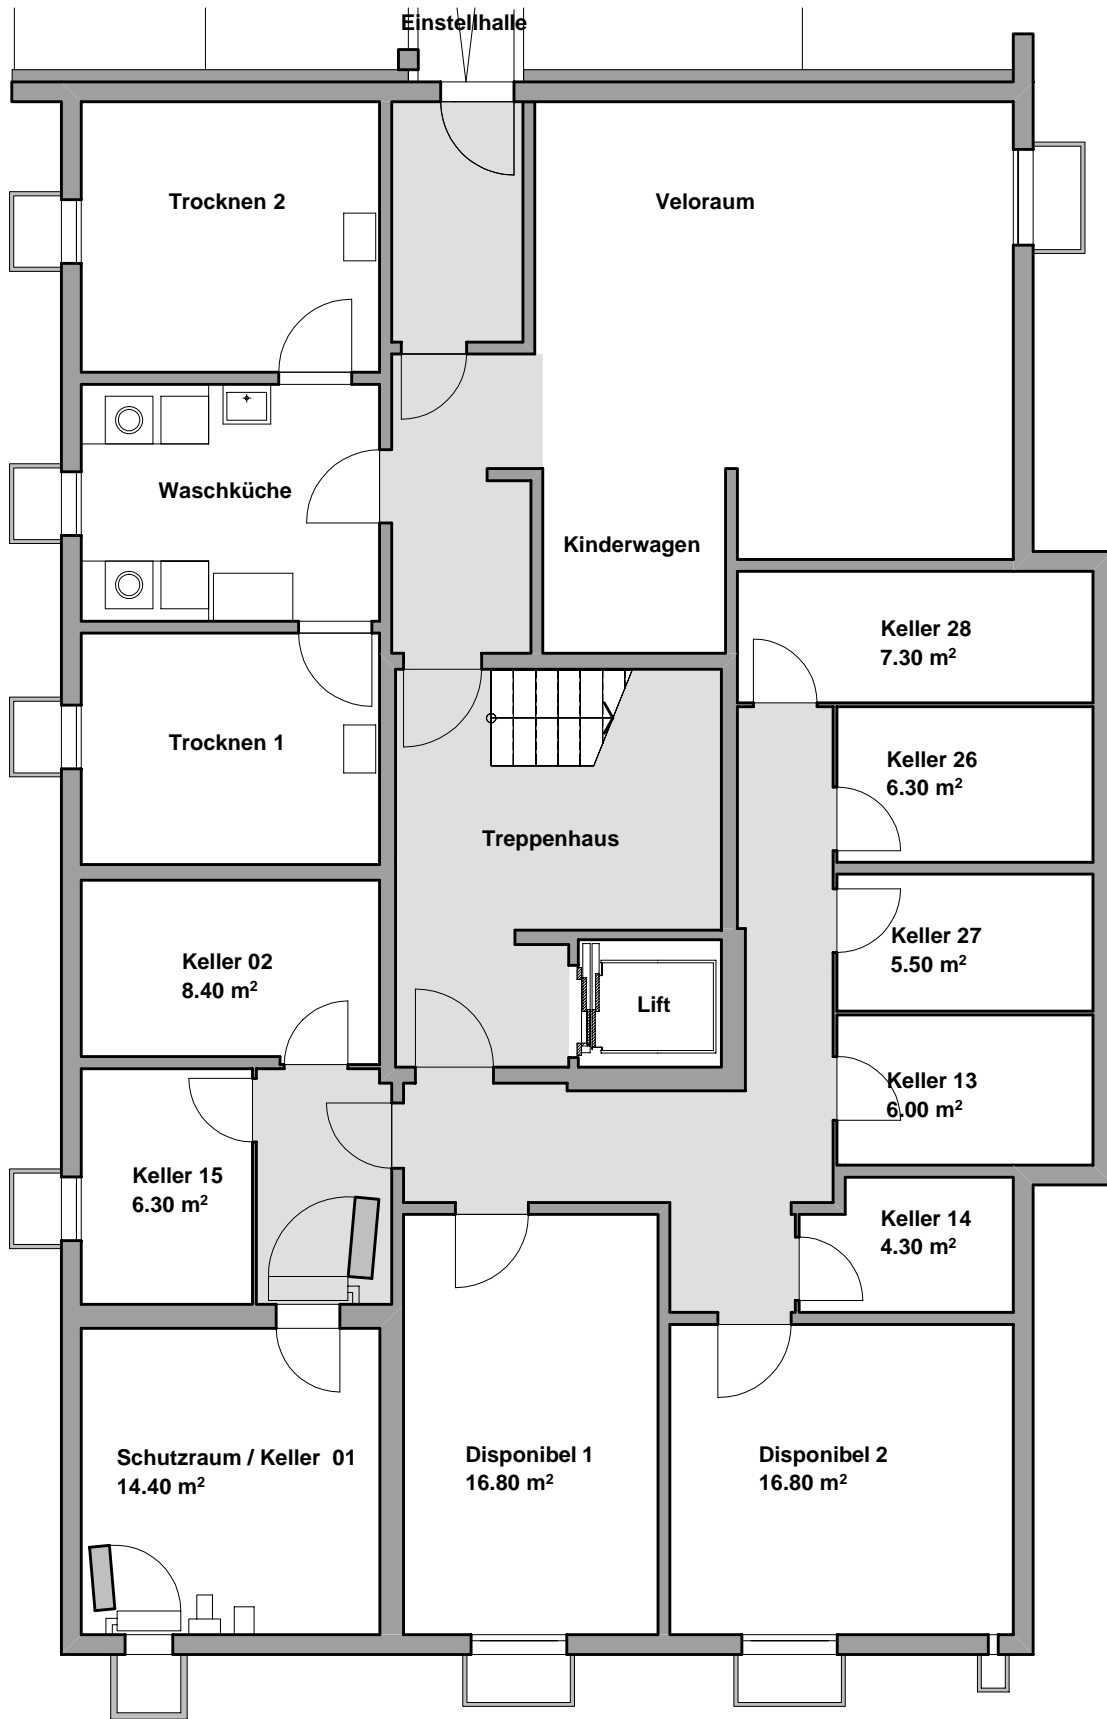 Einstellhalle
Trocknen 2
Veloraum
Waschküche
Kinderwagen
Keller 28
7.30 m²
Trocknen 1
Keller 26
6.30 m²
Treppenhaus
Keller 27
5.50 m²
Keller 02
8.40 m²
Lift
Keller 13
6.00 m²
Keller 15
6.30 m²
Keller 14
4.30 m²
Schutzraum / Keller 01
14.40 m²
Disponibel 1
16.80 m²
Disponibel 2
16.80 m²